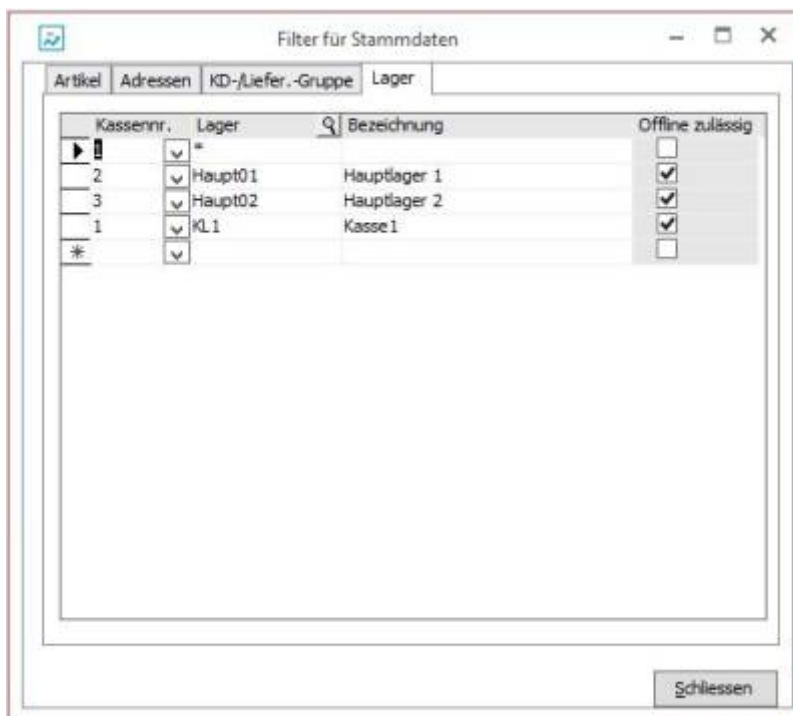 Filter für Stammdaten
Artikel Adressen KD-/Liefer.-Gruppe Lager
Kassennr. Lager Bezeichnung Offline zulässig
1 *
2 Haupt01 Hauptlager 1
3 Haupt02 Hauptlager 2
1 KL1 Kasse1
*
Schliessen